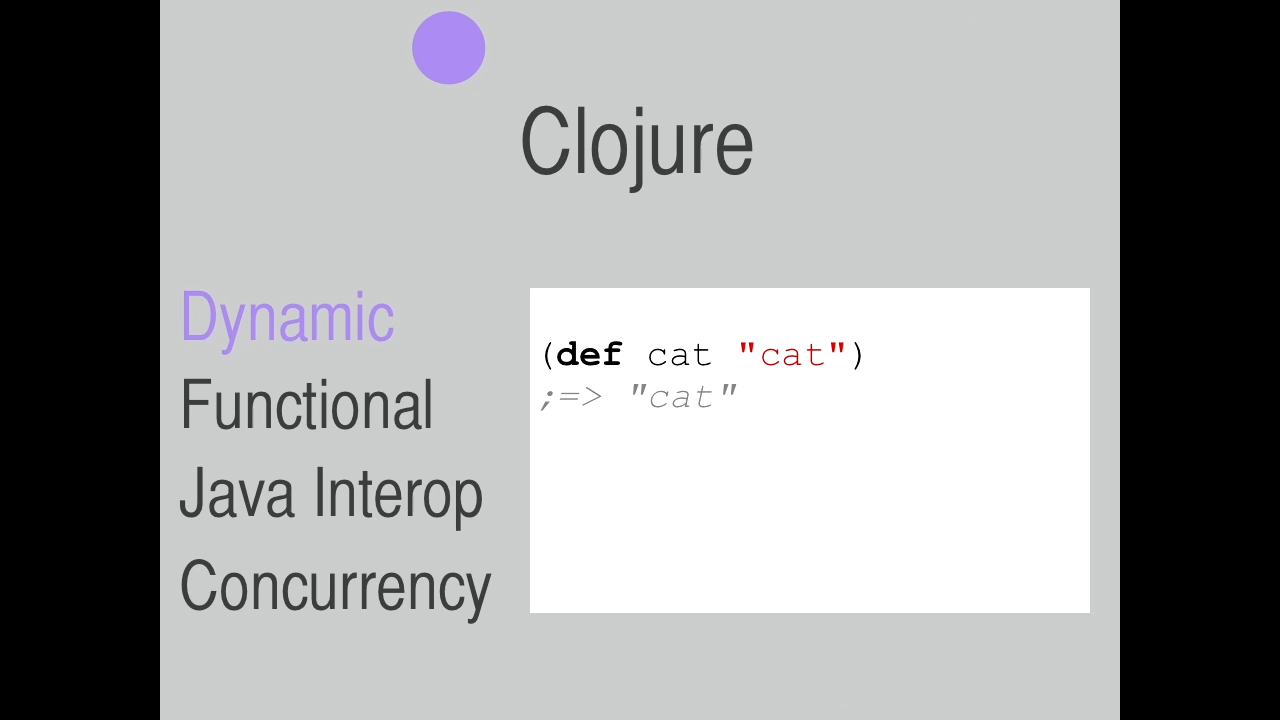 Clojure
Dynamic
Functional
Java Interop
Concurrency
(def cat "cat")
;=> "cat"